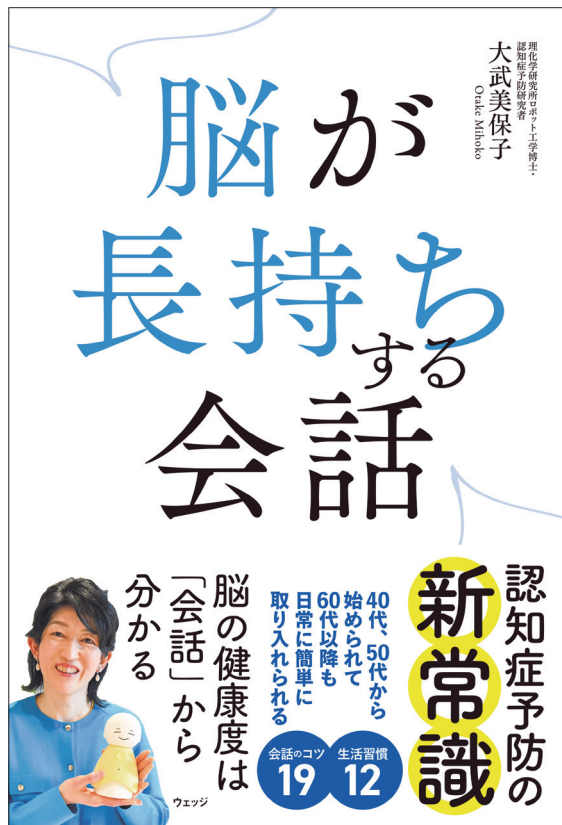 理化学研究所ロボット工学博士・
認知症予防研究者
大武美保子
Otake Mihoko
脳が
長持ち
する
会話
認知症予防の
新常識
40代、50代から
始められて
60代以降も
日常に簡単に
取り入れられる
生活習慣
12
会話のコツ
19
脳の健康度は
「会話」から
分かる
ウェッジ